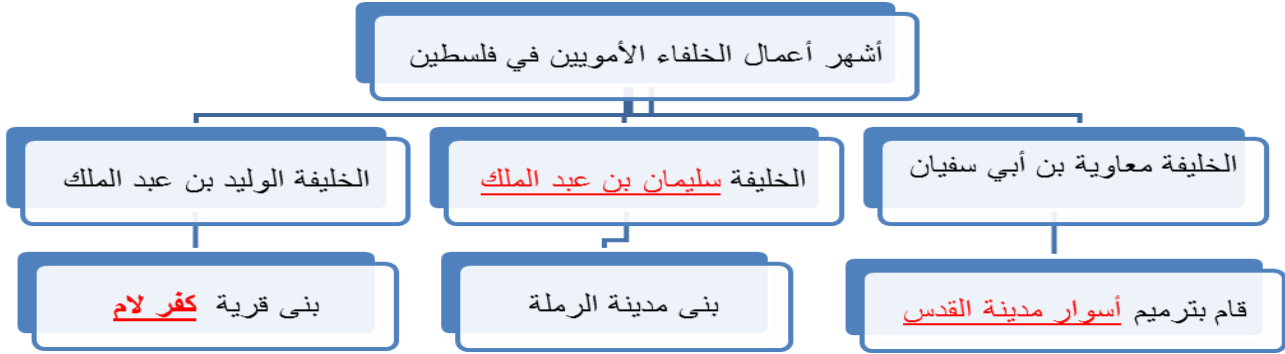 أشهر أعمال الخلفاء الأمويين في فلسطين
الخليفة معاوية بن أبي سفيان
الخليفة سليمان بن عبد الملك
الخليفة الوليد بن عبد الملك
قام بترميم أسوار مدينة القدس
بنى مدينة الرملة
بنى قرية كفر لام